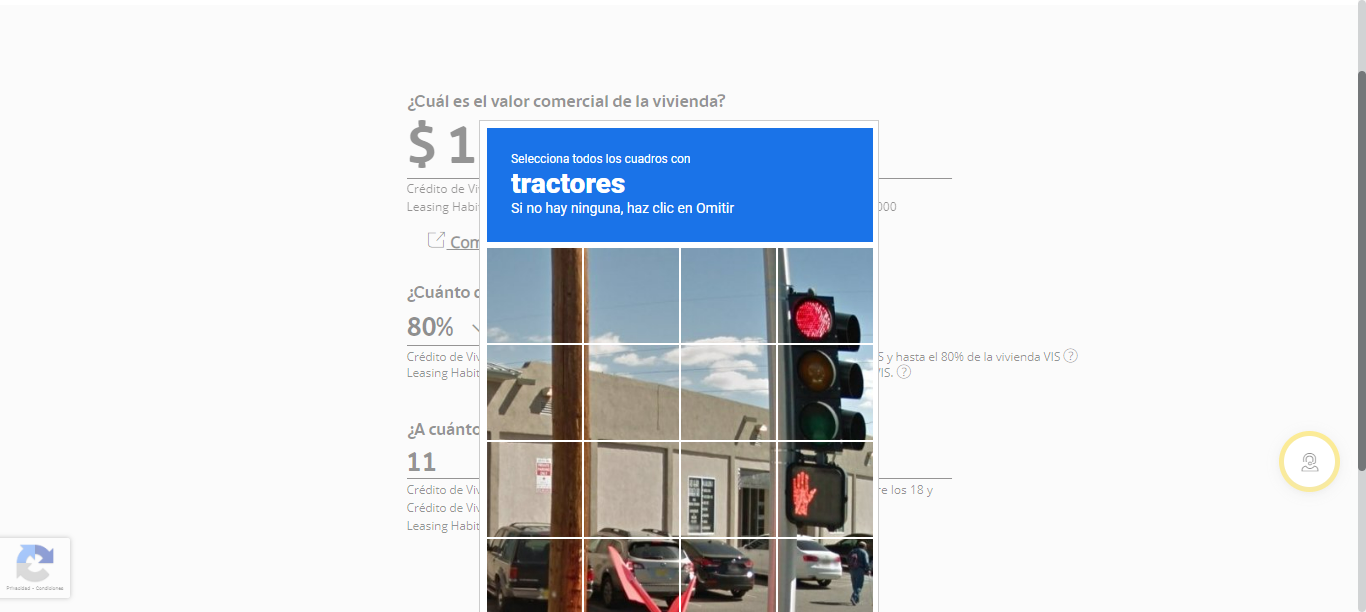 ¿Cuál es el valor comercial de la vivienda?
$ 1
Selecciona todos los cuadros con
tractores
Si no hay ninguna, haz clic en Omitir
Crédito de Vi
Leasing Habi
000
Com
¿Cuánto
80%
Crédito de Viv
S y hasta el 80% de la vivienda VIS ?
Leasing Habit
VIS. ?
¿A cuánto
11
Crédito de Viv
re los 18 y
Crédito de Viv
Leasing Habit
Privacidad - Condiciones